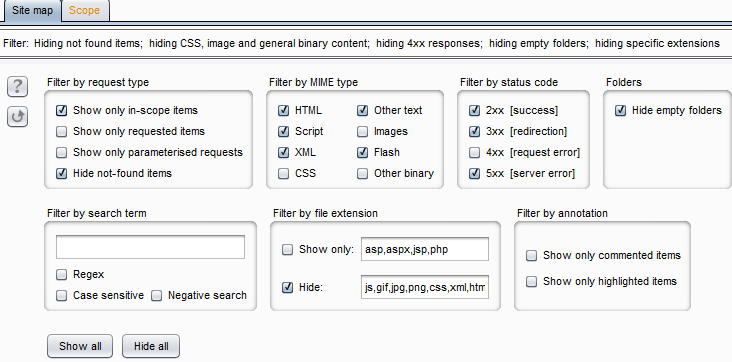 Site map Scope
Filter: Hiding not found items; hiding CSS, image and general binary content; hiding 4xx responses; hiding empty folders; hiding specific extensions
?
Filter by request type
Show only in-scope items
Show only requested items
Show only parameterised requests
Hide not-found items
Filter by MIME type
HTML Other text
Script Images
XML Flash
CSS Other binary
Filter by status code
2xx [success]
3xx [redirection]
4xx [request error]
5xx [server error]
Folders
Hide empty folders
Filter by search term
Regex
Case sensitive Negative search
Filter by file extension
Show only: asp,aspx,jsp,php
Hide: js,gif,jpg,png,css,xml,htm
Filter by annotation
Show only commented items
Show only highlighted items
Show all Hide all